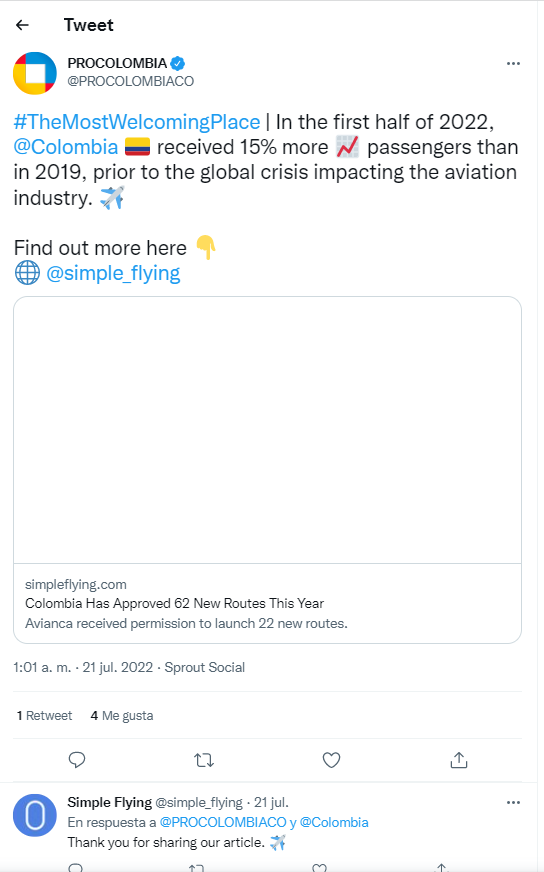 Tweet
PROCOLOMBIA
@PROCOLOMBIACO
#TheMostWelcomingPlace | In the first half of 2022,
@Colombia 🇨🇴 received 15% more 📈 passengers than
in 2019, prior to the global crisis impacting the aviation
industry. ✈️
Find out more here 👇
🌐 @simple_flying
simpleflying.com
Colombia Has Approved 62 New Routes This Year
Avianca received permission to launch 22 new routes.
1:01 a. m. · 21 jul. 2022 · Sprout Social
1 Retweet 4 Me gusta
Simple Flying @simple_flying · 21 jul.
En respuesta a @PROCOLOMBIACO y @Colombia
Thank you for sharing our article. ✈️